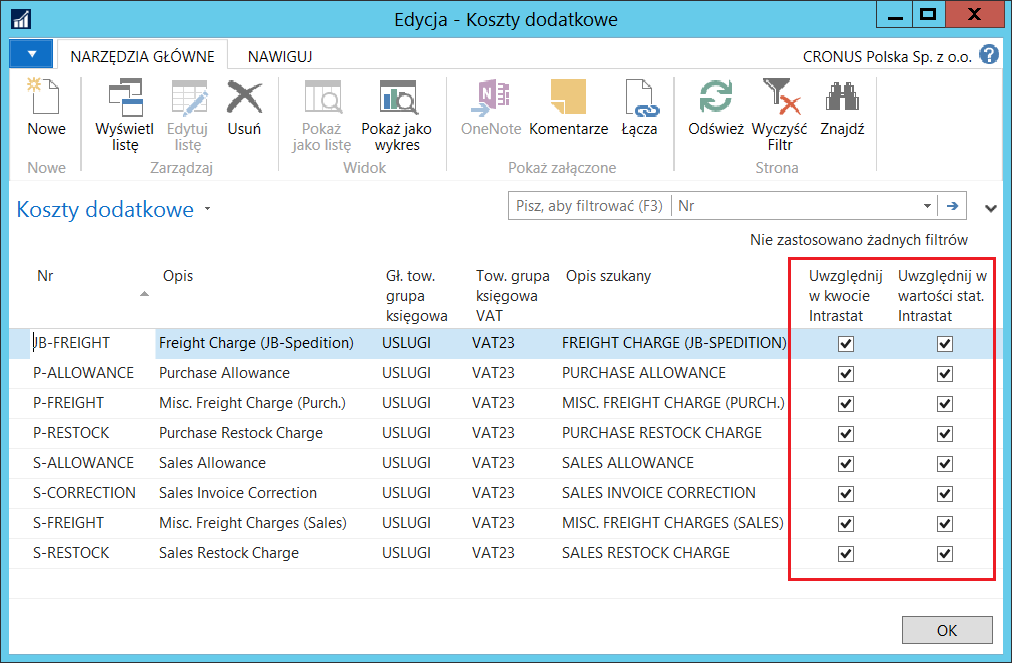 Edycja - Koszty dodatkowe
NARZĘDZIA GŁÓWNE NAWIGUJ CRONUS Polska Sp. z o.o. ?
Nowe Wyświetl listę Edytuj listę Usuń Pokaż jako listę Pokaż jako wykres OneNote Komentarze Łącza Odśwież Wyczyść Filtr Znajdź
Nowe Zarządzaj Widok Pokaż załączone Strona
Koszty dodatkowe Pisz, aby filtrować (F3) Nr
Nie zastosowano żadnych filtrów
Nr Opis Gł. tow. grupa księgowa Tow. grupa księgowa VAT Opis szukany Uwzględnij w kwocie Intrastat Uwzględnij w wartości stat. Intrastat
JB-FREIGHT Freight Charge (JB-Spedition) USLUGI VAT23 FREIGHT CHARGE (JB-SPEDITION)
P-ALLOWANCE Purchase Allowance USLUGI VAT23 PURCHASE ALLOWANCE
P-FREIGHT Misc. Freight Charge (Purch.) USLUGI VAT23 MISC. FREIGHT CHARGE (PURCH.)
P-RESTOCK Purchase Restock Charge USLUGI VAT23 PURCHASE RESTOCK CHARGE
S-ALLOWANCE Sales Allowance USLUGI VAT23 SALES ALLOWANCE
S-CORRECTION Sales Invoice Correction USLUGI VAT23 SALES INVOICE CORRECTION
S-FREIGHT Misc. Freight Charges (Sales) USLUGI VAT23 MISC. FREIGHT CHARGES (SALES)
S-RESTOCK Sales Restock Charge USLUGI VAT23 SALES RESTOCK CHARGE
OK